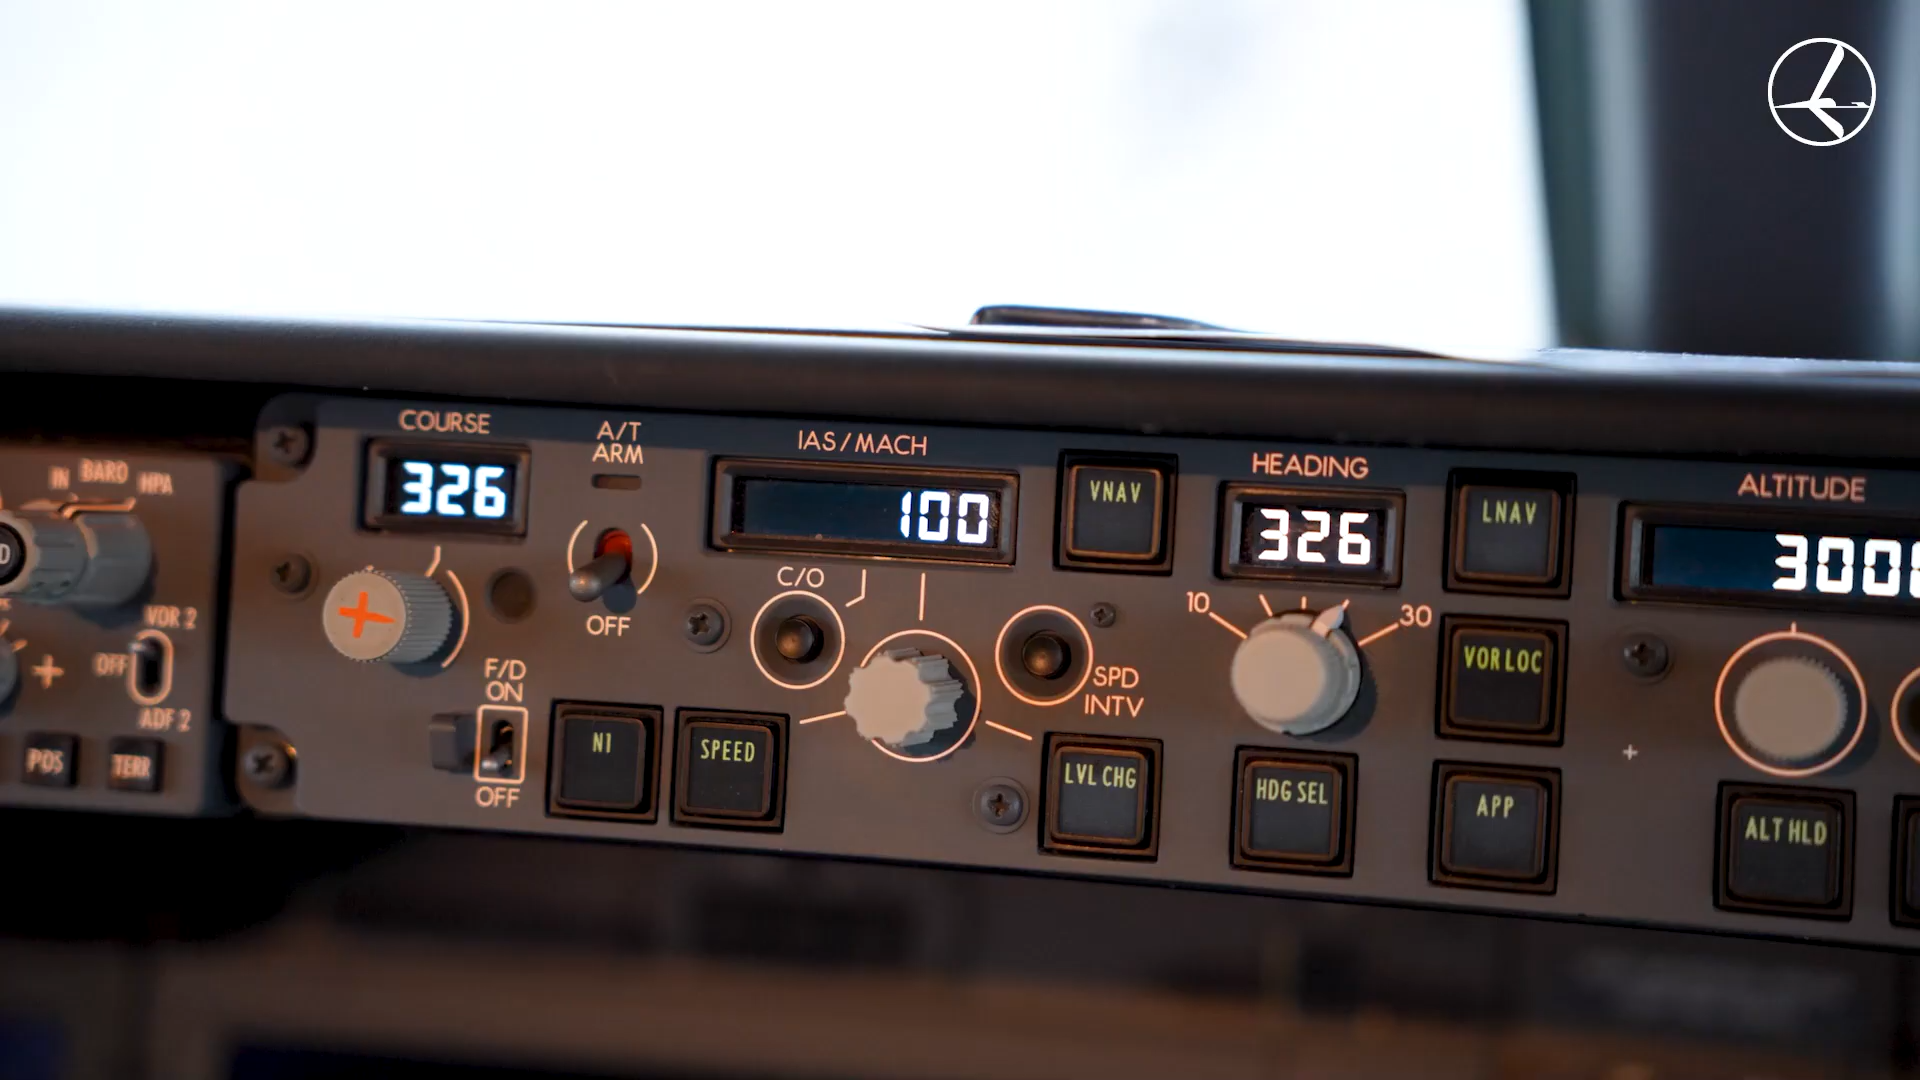 COURSE
326
A/T
ARM
OFF
IAS/MACH
100
VNAV
HEADING
326
LNAV
ALTITUDE
IN BARO HPA
VOR 2
OFF
ADF 2
POS
TERR
F/D
ON
OFF
N1
SPEED
C/O
SPD
INTV
LVL CHG
10
30
HDG SEL
VOR LOC
APP
ALT HLD